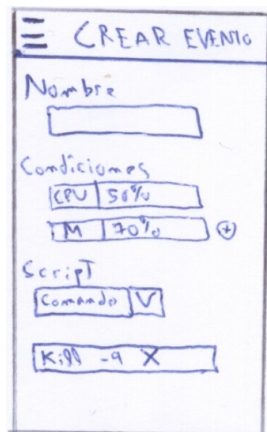 CREAR EVENTO
Nombre
Condiciones
CPU 50%
M 70% +
Script
Comando V
Kill -9 X